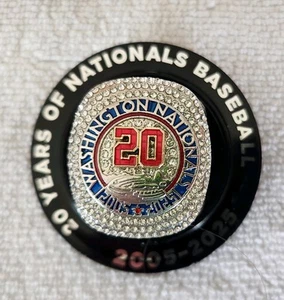 20 YEARS OF NATIONALS BASEBALL
2005-2025
WASHINGTON NATIONALS
20